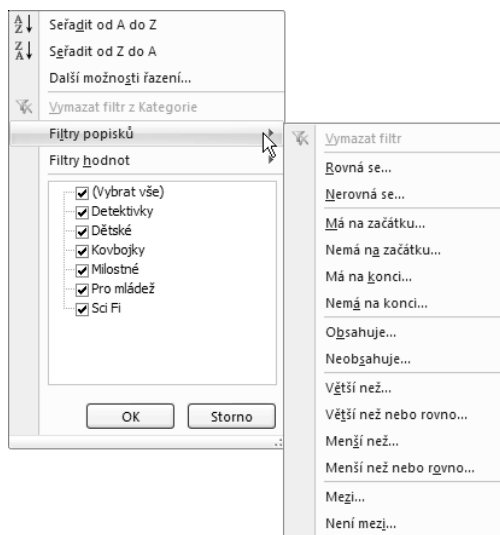 Seřadit od A do Z
Seřadit od Z do A
Další možnosti řazení...
Vymazat filtr z Kategorie
Filtry popisků
Filtry hodnot
(Vybrat vše)
Detektivky
Dětské
Kovbojky
Milostné
Pro mládež
Sci Fi
OK Storno
Vymazat filtr
Rovná se...
Nerovná se...
Má na začátku...
Nemá na začátku...
Má na konci...
Nemá na konci...
Obsahuje...
Neobsahuje...
Větší než...
Větší než nebo rovno...
Menší než...
Menší než nebo rovno...
Mezi...
Není mezi...